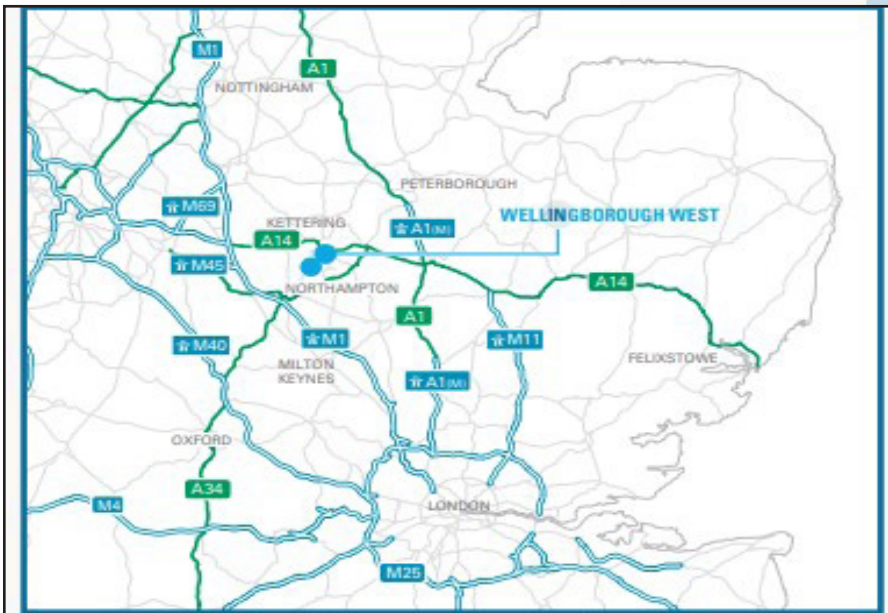 M1
A1
NOTTINGHAM
PETERBOROUGH
M69
KETTERING
WELLINGBOROUGH WEST
A1(M)
A14
M45
A14
NORTHAMPTON
A1
M40
M1
M11
FELIXSTOWE
MILTON
KEYNES
A1(M)
OXFORD
A34
M4
LONDON
M25